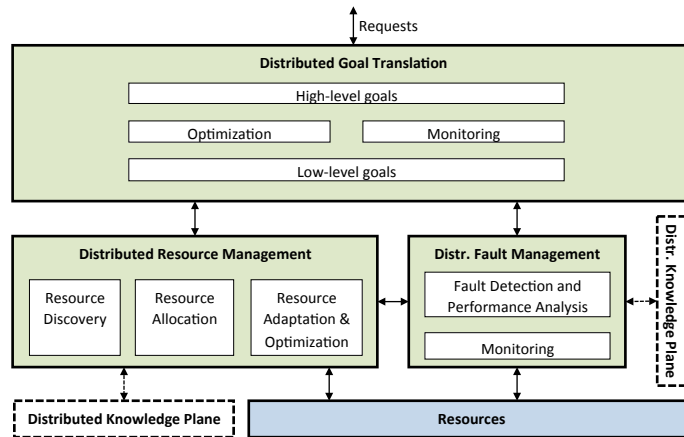 Requests
Distributed Goal Translation
High-level goals
Optimization
Monitoring
Low-level goals
Distributed Resource Management
Resource
Discovery
Resource
Allocation
Resource
Adaptation &
Optimization
Distr. Fault Management
Fault Detection and
Performance Analysis
Monitoring
Distr. Knowledge Plane
Distributed Knowledge Plane
Resources